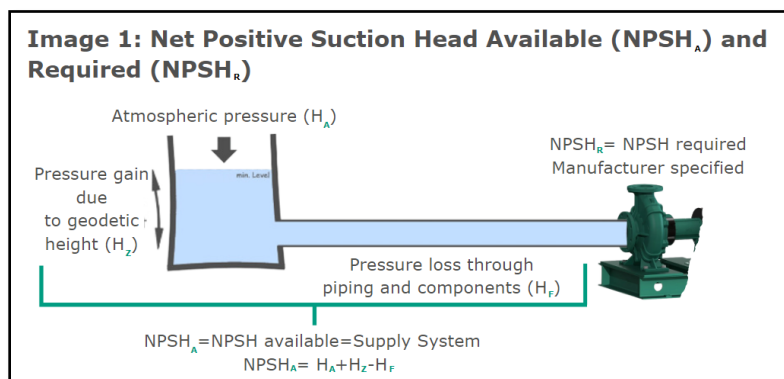 Image 1: Net Positive Suction Head Available (NPSHA) and
Required (NPSHR)
Atmospheric pressure (HA)
min. Level
Pressure gain
due
to geodetic
height (HZ)
NPSHR= NPSH required
Manufacturer specified
Pressure loss through
piping and components (HF)
NPSHA=NPSH available=Supply System
NPSHA= HA+HZ-HF